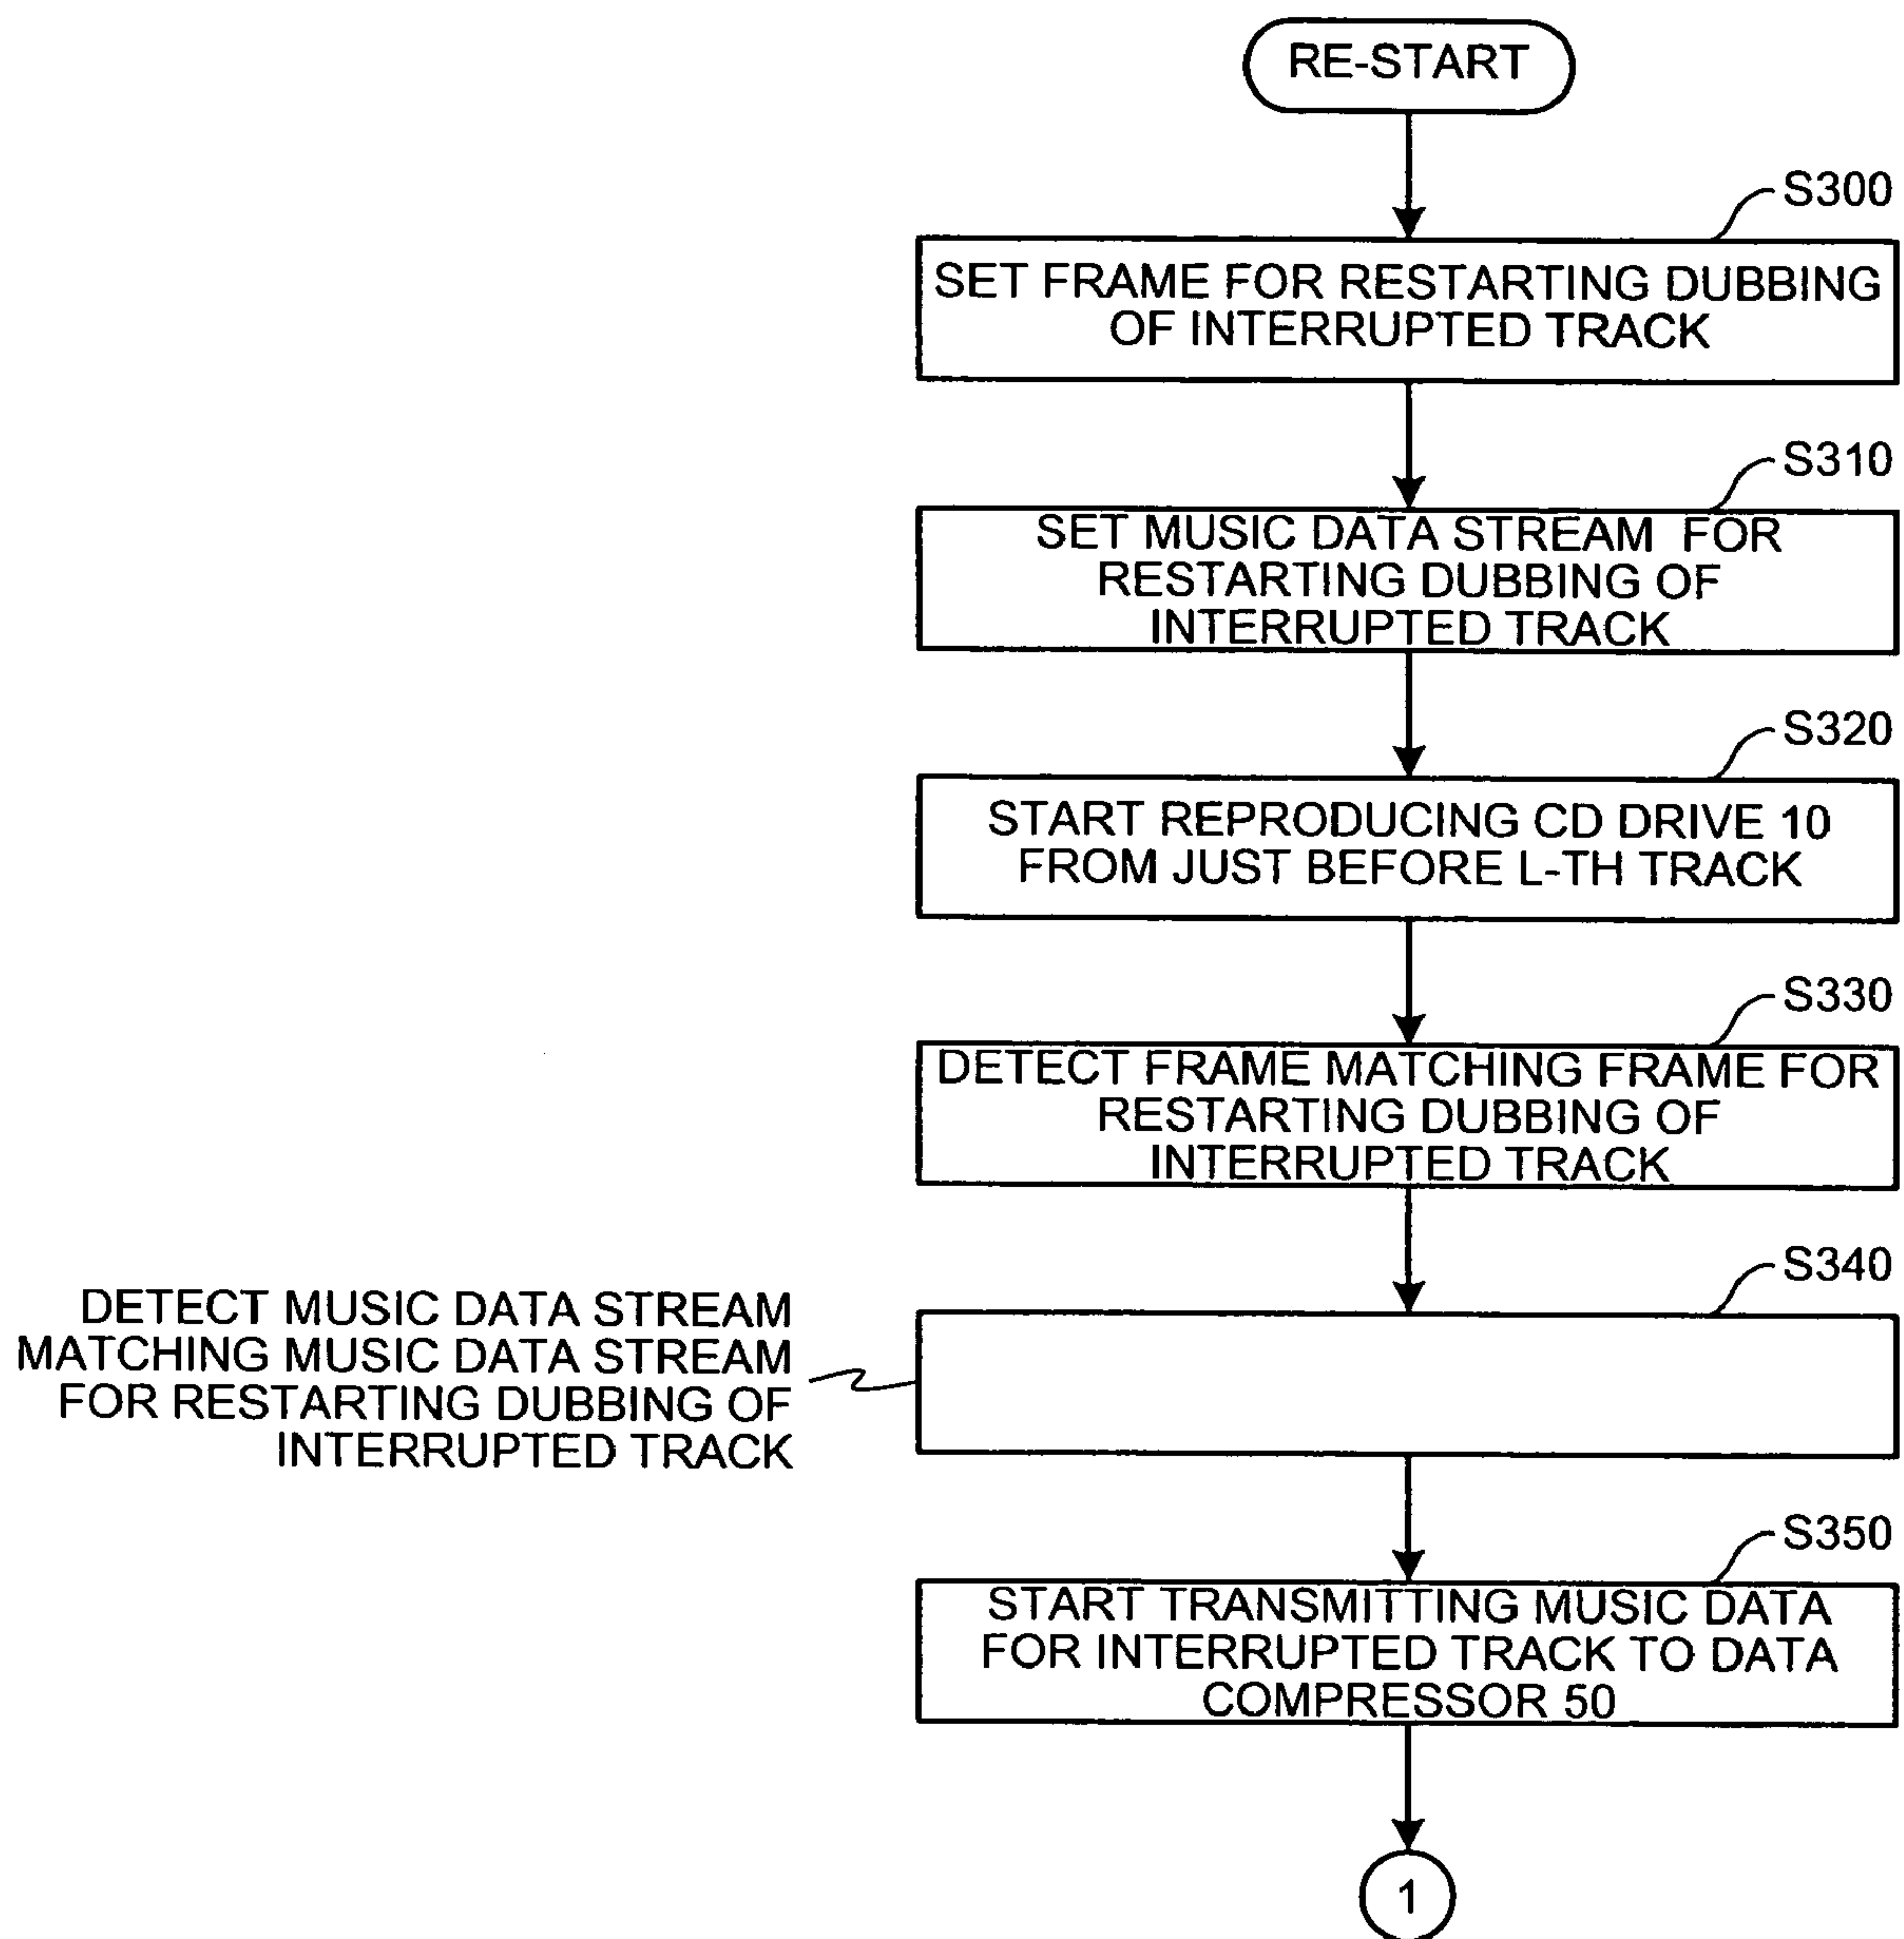 RE-START
S300
SET FRAME FOR RESTARTING DUBBING
OF INTERRUPTED TRACK
S310
SET MUSIC DATA STREAM FOR
RESTARTING DUBBING OF
INTERRUPTED TRACK
S320
START REPRODUCING CD DRIVE 10
FROM JUST BEFORE L-TH TRACK
S330
DETECT FRAME MATCHING FRAME FOR
RESTARTING DUBBING OF
INTERRUPTED TRACK
S340
DETECT MUSIC DATA STREAM
MATCHING MUSIC DATA STREAM
FOR RESTARTING DUBBING OF
INTERRUPTED TRACK
S350
START TRANSMITTING MUSIC DATA
FOR INTERRUPTED TRACK TO DATA
COMPRESSOR 50
1